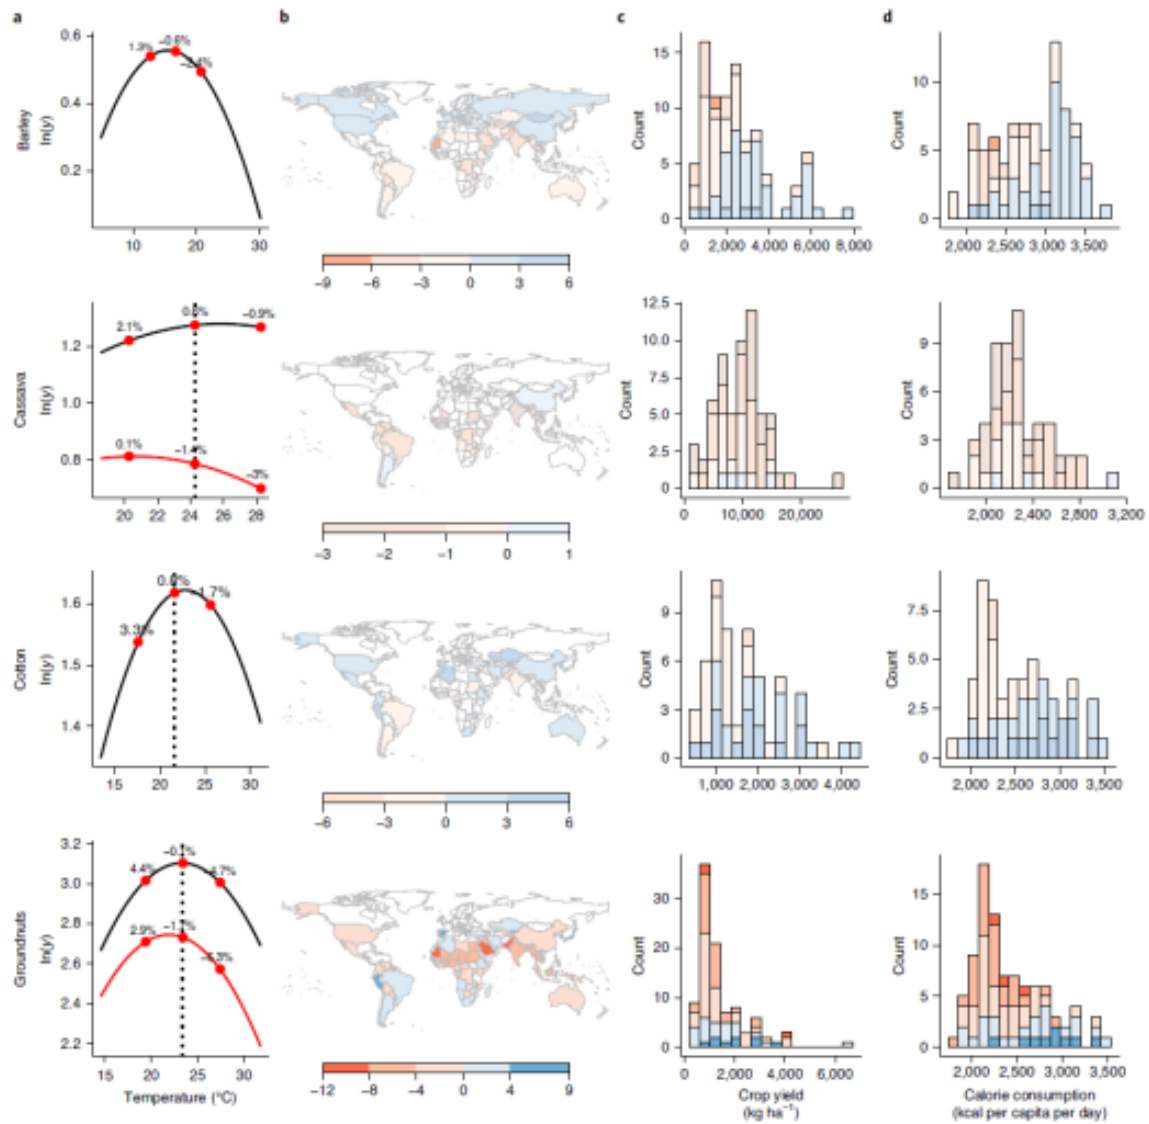 a b c d
Barley
ln(y)
0.6
0.4
0.2
1.3% −0.6% −2.4%
10 20 30
−9 −6 −3 0 3 6
Count
15
10
5
0
0 2,000 4,000 6,000 8,000
Count
10
5
0
2,000 2,500 3,000 3,500
Cassava
ln(y)
1.2
1.0
0.8
2.1% −0.9%
0.1% −3%
20 22 24 26 28
−3 −2 −1 0 1
Count
12.5
10.0
7.5
5.0
2.5
0
0 10,000 20,000
Count
9
6
3
0
2,000 2,400 2,800 3,200
Cotton
ln(y)
1.6
1.5
1.4
3.3%
15 20 25 30
−6 −3 0 3 6
Count
9
6
3
0
1,000 2,000 3,000 4,000
Count
7.5
5.0
2.5
0
2,000 2,500 3,000 3,500
Groundnuts
ln(y)
3.2
3.0
2.8
2.6
2.4
2.2
4.4%
2.9%
15 20 25 30
Temperature (°C)
−12 −8 −4 0 4 9
Count
30
20
10
0
0 2,000 4,000 6,000
Crop yield
(kg ha⁻¹)
Count
15
10
5
0
2,000 2,500 3,000 3,500
Calorie consumption
(kcal per capita per day)